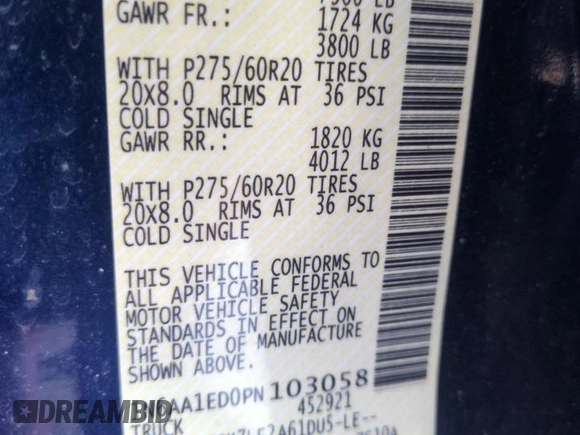 GAWR FR.: 1724 KG
3800 LB
WITH P275/60R20 TIRES
20X8.0 RIMS AT 36 PSI
COLD SINGLE
GAWR RR.: 1820 KG
4012 LB
WITH P275/60R20 TIRES
20X8.0 RIMS AT 36 PSI
COLD SINGLE
THIS VEHICLE CONFORMS TO
ALL APPLICABLE FEDERAL
MOTOR VEHICLE SAFETY
STANDARDS IN EFFECT ON
THE DATE OF MANUFACTURE
SHOWN ABOVE.
AA1ED0PN103058
452921
TRUCK
RIDECARZ.COM